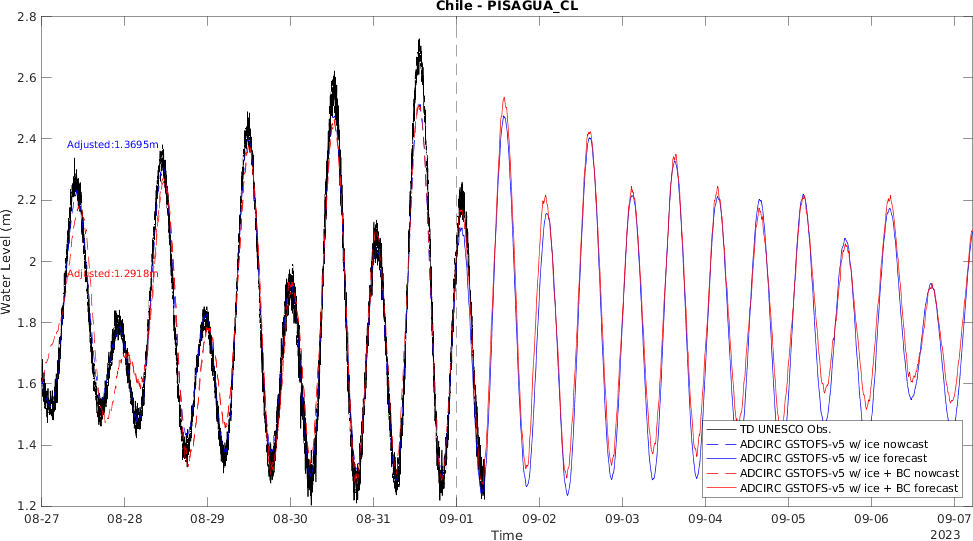 Chile - PISAGUA_CL
2.8
2.6
2.4
2.2
2
1.8
1.6
1.4
1.2
Water Level (m)
Adjusted:1.3695m
Adjusted:1.2918m
TD UNESCO Obs.
ADCIRC GSTOFS-v5 w/ ice nowcast
ADCIRC GSTOFS-v5 w/ ice forecast
ADCIRC GSTOFS-v5 w/ ice + BC nowcast
ADCIRC GSTOFS-v5 w/ ice + BC forecast
08-27 08-28 08-29 08-30 08-31 09-01 09-02 09-03 09-04 09-05 09-06 09-07
Time
2023